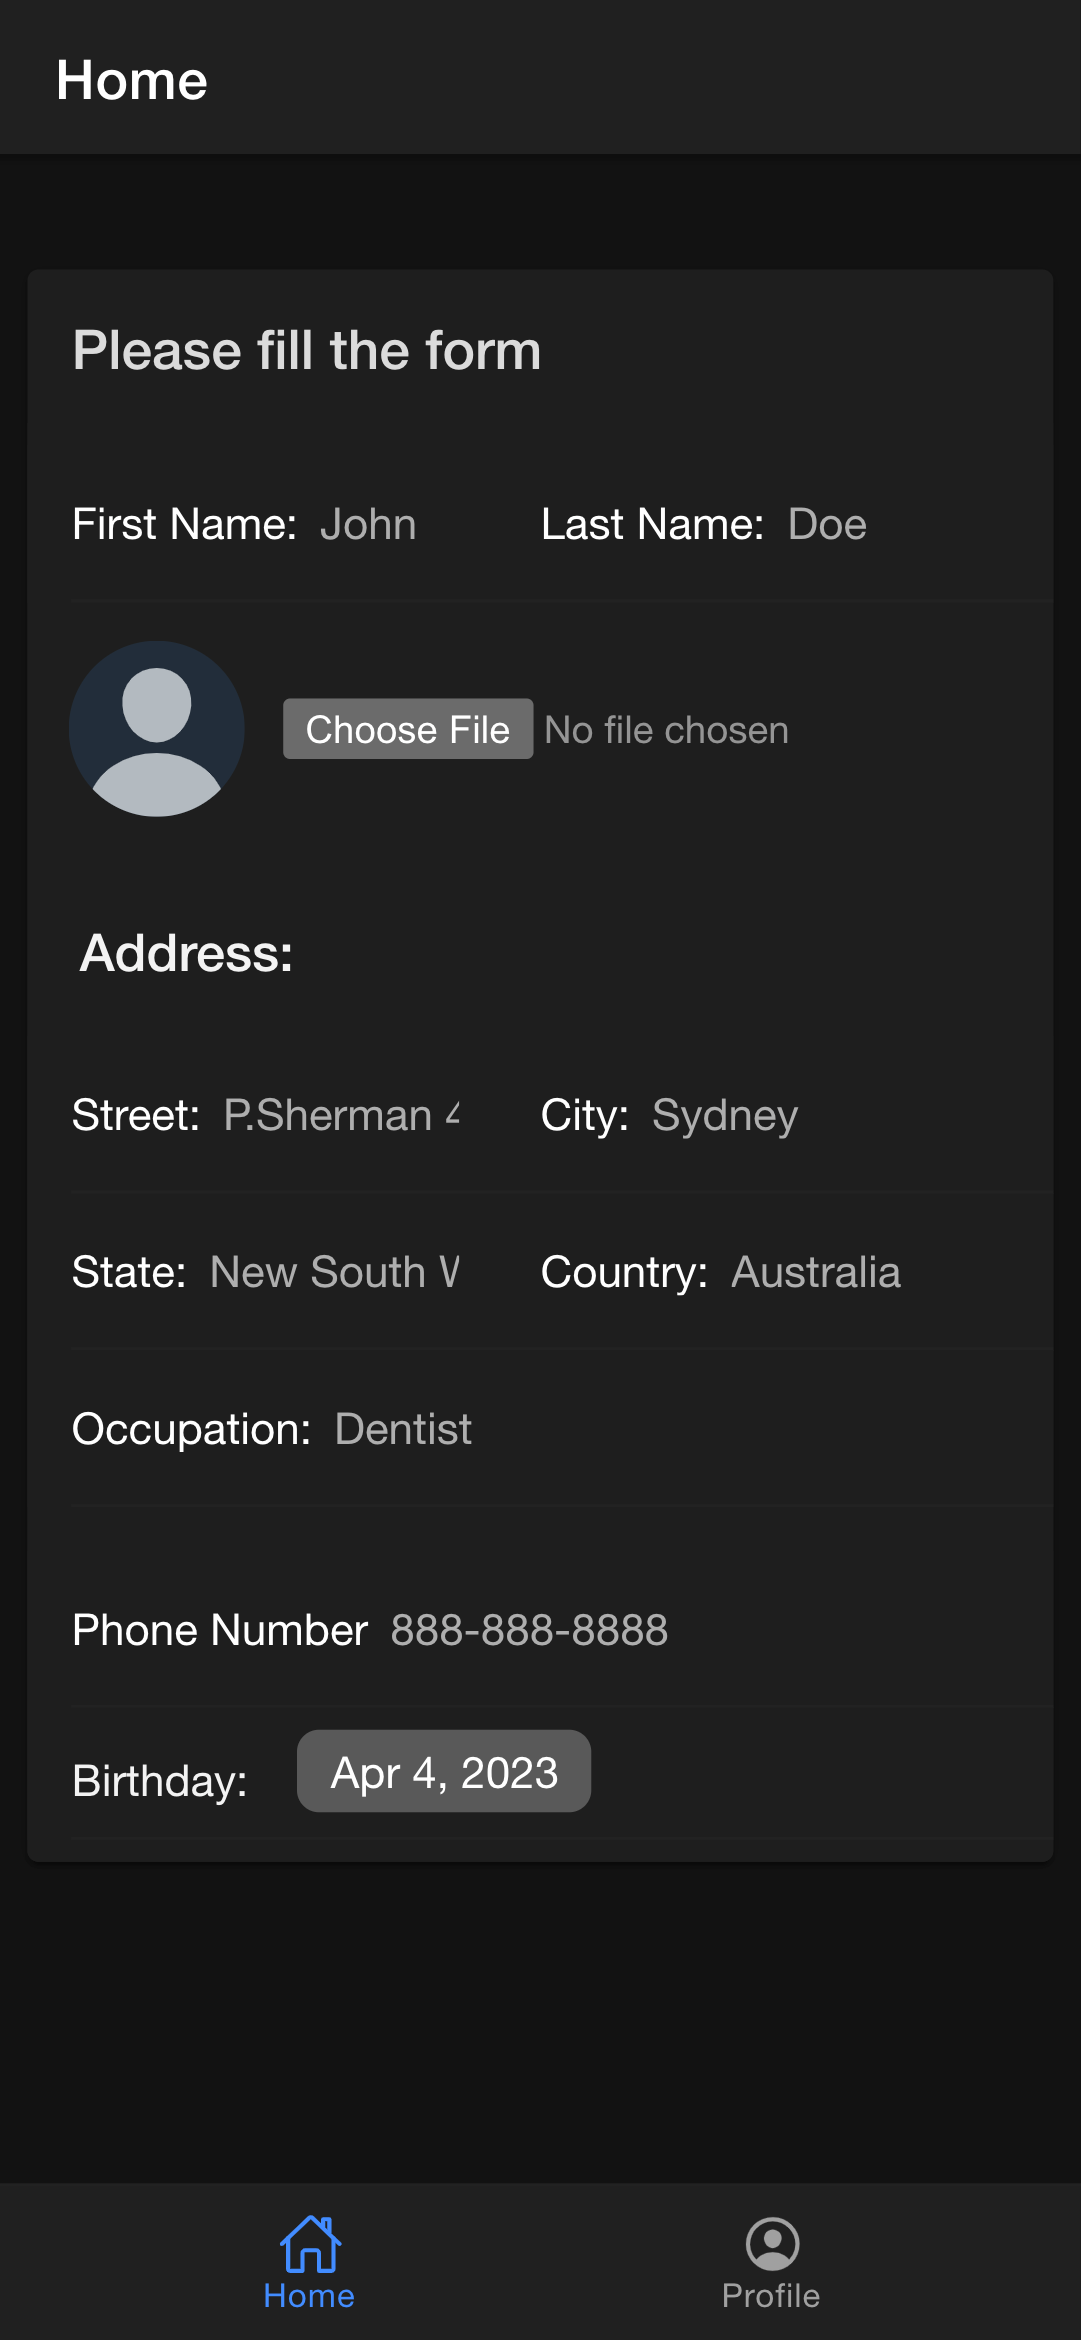 Home
Please fill the form
First Name: John Last Name: Doe
Choose File No file chosen
Address:
Street: P.Sherman City: Sydney
State: New South Country: Australia
Occupation: Dentist
Phone Number 888-888-8888
Birthday: Apr 4, 2023
Home Profile